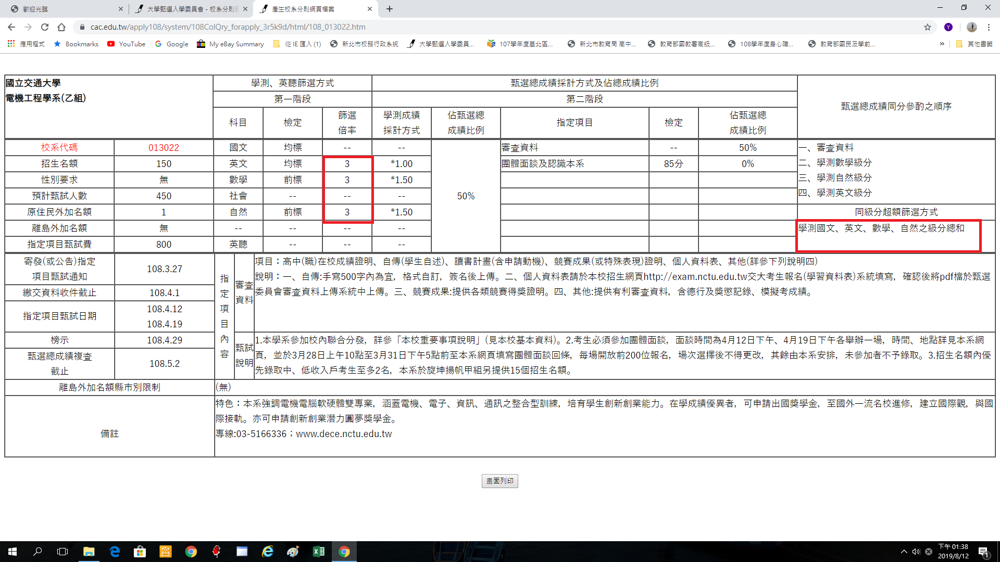 歡迎光臨
大學甄選入學委員會 - 校系分則
產生校系分則網頁檔案
cac.edu.tw/apply108/system/108ColQry_forapply_3r5k9d/html/108_013022.htm
應用程式 Bookmarks YouTube Google My eBay Summary 從 IE 匯入 (1) 新北市校務行政系統 大學甄選入學委員... 107學年度基北區... 新北市教育局 高中... 教育部國教署高級... 108學年度身心障... 教育部國民及學前... » 其他書籤
國立交通大學
電機工程學系(乙組)
學測、英聽篩選方式 甄選總成績採計方式及佔總成績比例
第一階段 第二階段
甄選總成績同分參酌之順序
科目 檢定 篩選倍率 學測成績採計方式 佔甄選總成績比例 指定項目 檢定 佔甄選總成績比例
校系代碼 013022 國文 均標 -- -- 審查資料 -- 50% 一、審查資料
招生名額 150 英文 均標 3 *1.00 團體面談及認識本系 85分 0% 二、學測數學級分
性別要求 無 數學 前標 3 *1.50 三、學測自然級分
預計甄試人數 450 社會 -- -- -- 50% 四、學測英文級分
原住民外加名額 1 自然 前標 3 *1.50 同級分超額篩選方式
離島外加名額 無 -- -- -- -- 學測國文、英文、數學、自然之級分總和
指定項目甄試費 800 英聽 -- -- --
寄發(或公告)指定
項目甄試通知
108.3.27
繳交資料收件截止 108.4.1
指定項目甄試日期
108.4.12
108.4.19
榜示 108.4.29
甄選總成績複查
截止
108.5.2
指定項目內容
審查
資料
項目：高中(職)在校成績證明、自傳(學生自述)、讀書計畫(含申請動機)、競賽成果(或特殊表現)證明、個人資料表、其他(詳參下列說明四)
說明：一、自傳:手寫500字內為宜，格式自訂，簽名後上傳。二、個人資料表請於本校招生網頁http://exam.nctu.edu.tw交大考生報名(學習資料表)系統填寫，確認後將pdf檔於甄選
委員會審查資料上傳系統中上傳。三、競賽成果:提供各類競賽得獎證明。四、其他:提供有利審查資料，含德行及獎懲記錄、模擬考成績。
甄試
說明
1.本學系參加校內聯合分發，詳參「本校重要事項說明」(見本校基本資料)。2.考生必須參加團體面談，面談時間為4月12日下午、4月19日下午各舉辦一場，時間、地點詳見本系網
頁，並於3月28日上午10點至3月31日下午5點前至本系網頁填寫團體面談回條，每場開放前200位報名，場次選擇後不得更改，其餘由本系安排，未參加者不予錄取。3.招生名額內優
先錄取中、低收入戶考生至多2名，本系於旋坤揚帆甲組另提供15個招生名額。
離島外加名額縣市別限制 (無)
備註
特色：本系強調電機電腦軟硬體雙專業，涵蓋電機、電子、資訊、通訊之整合型訓練，培育學生創新創業能力。在學成績優異者，可申請出國獎學金，至國外一流名校進修，建立國際觀，與國
際接軌。亦可申請創新創業潛力圓夢獎學金。
專線:03-5166336；www.dece.nctu.edu.tw
畫面列印
下午 01:38
2019/8/12
1